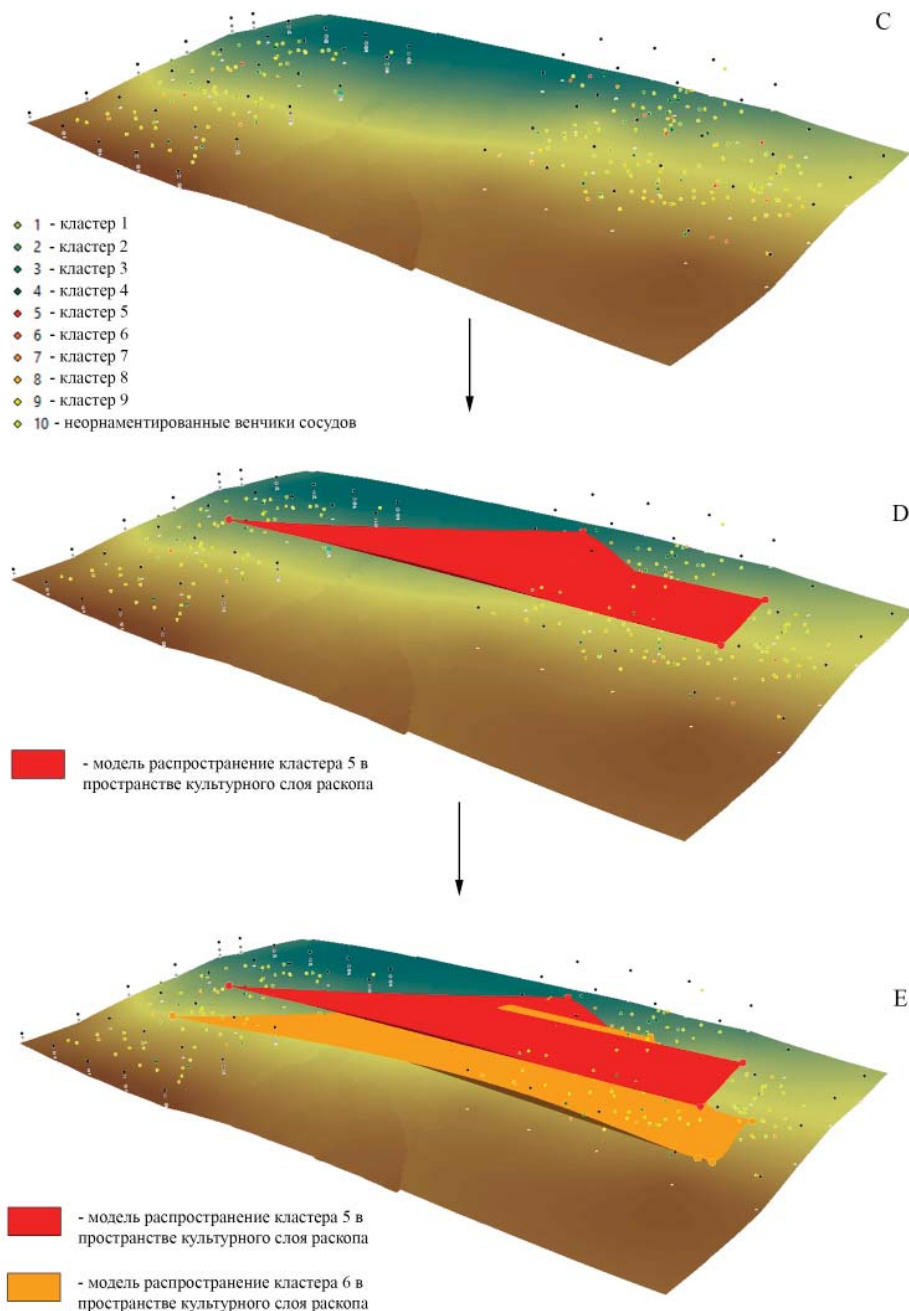 C
1 - кластер 1
2 - кластер 2
3 - кластер 3
4 - кластер 4
5 - кластер 5
6 - кластер 6
7 - кластер 7
8 - кластер 8
9 - кластер 9
10 - неорнаментированные венчики сосудов
D
- модель распространение кластера 5 в
пространстве культурного слоя раскопа
E
- модель распространение кластера 5 в
пространстве культурного слоя раскопа
- модель распространение кластера 6 в
пространстве культурного слоя раскопа